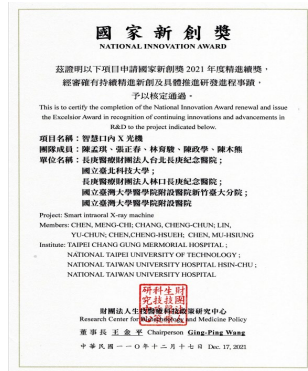 國家新創獎
NATIONAL INNOVATION AWARD
茲證明以下項目申請國家新創獎 2021 年度精進續獎，
經審確有持續精進新創及具體推進研發進程事蹟，
予以核定通過。
This is to certify the completion of the National Innovation Award renewal and issue
the Excelsior Award in recognition of continuing innovations and advancements in
R&D to the project indicated below.
項目名稱：智慧口內 X 光機
團隊成員：陳孟琪、張正春、林育駿、陳政學、陳木熊
單位名稱：長庚醫療財團法人台北長庚紀念醫院；
國立臺北科技大學；
長庚醫療財團法人林口長庚紀念醫院；
國立臺灣大學醫學院附設醫院新竹臺大分院；
國立臺灣大學醫學院附設醫院
Project: Smart intraoral X-ray machine
Members: CHEN, MENG-CHI; CHANG, CHENG-CHUN; LIN,
YU-CHUN; CHEN,CHENG-HSUEH; CHEN, MU-HSIUNG
Institute: TAIPEI CHANG GUNG MERMORIAL HOSPITAL ;
NATIONAL TAIPEI UNIVERSITY OF TECHNOLOGY ;
NATIONAL TAIWAN UNIVERSITY HOSPITAL HSIN-CHU ;
NATIONAL TAIWAN UNIVERSITY HOSPITAL
財團法人生技醫療科技政策研究中心
Research Center for Biotechnology and Medicine Policy
董事長 王金平 Chairperson Ging-Ping Wang
中華民國一一〇年十二月十七日 Dec. 17, 2021